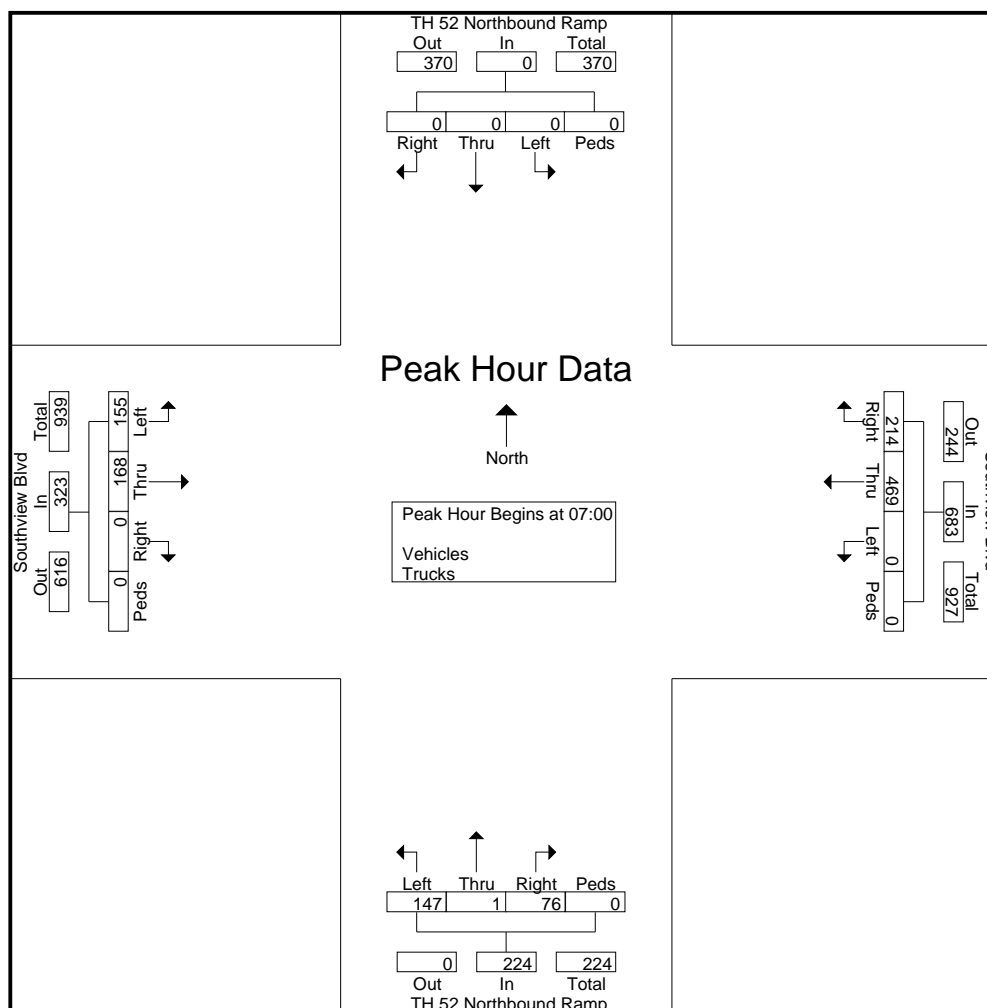 TH 52 Northbound Ramp
Out In Total
370 0 370
0 0 0 0
Right Thru Left Peds
Peak Hour Data
North
Peak Hour Begins at 07:00
Vehicles
Trucks
Southview Blvd
Total In Out
939 323 616
155 168 0 0
Left Thru Right Peds
Out In Total
244 683 927
214 469 0 0
Right Thru Left Peds
Left Thru Right Peds
147 1 76 0
0 224 224
Out In Total
TH 52 Northbound Ramp